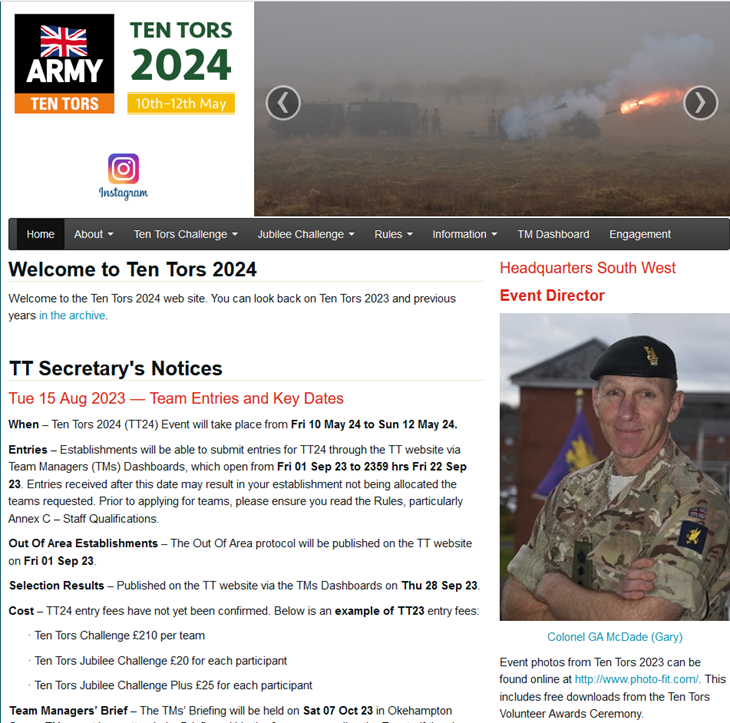 ARMY
TEN TORS
TEN TORS
2024
10th-12th May
Instagram
Home
About
Ten Tors Challenge
Jubilee Challenge
Rules
Information
TM Dashboard
Engagement
Welcome to Ten Tors 2024
Welcome to the Ten Tors 2024 web site. You can look back on Ten Tors 2023 and previous
years in the archive.
TT Secretary's Notices
Tue 15 Aug 2023 — Team Entries and Key Dates
When – Ten Tors 2024 (TT24) Event will take place from Fri 10 May 24 to Sun 12 May 24.
Entries – Establishments will be able to submit entries for TT24 through the TT website via
Team Managers (TMs) Dashboards, which open from Fri 01 Sep 23 to 2359 hrs Fri 22 Sep
23. Entries received after this date may result in your establishment not being allocated the
teams requested. Prior to applying for teams, please ensure you read the Rules, particularly
Annex C – Staff Qualifications.
Out Of Area Establishments – The Out Of Area protocol will be published on the TT website
on Fri 01 Sep 23.
Selection Results – Published on the TT website via the TMs Dashboards on Thu 28 Sep 23.
Cost – TT24 entry fees have not yet been confirmed. Below is an example of TT23 entry fees:
· Ten Tors Challenge £210 per team
· Ten Tors Jubilee Challenge £20 for each participant
· Ten Tors Jubilee Challenge Plus £25 for each participant
Team Managers' Brief – The TMs' Briefing will be held on Sat 07 Oct 23 in Okehampton
Headquarters South West
Event Director
Colonel GA McDade (Gary)
Event photos from Ten Tors 2023 can be
found online at http://www.photo-fit.com/. This
includes free downloads from the Ten Tors
Volunteer Awards Ceremony.